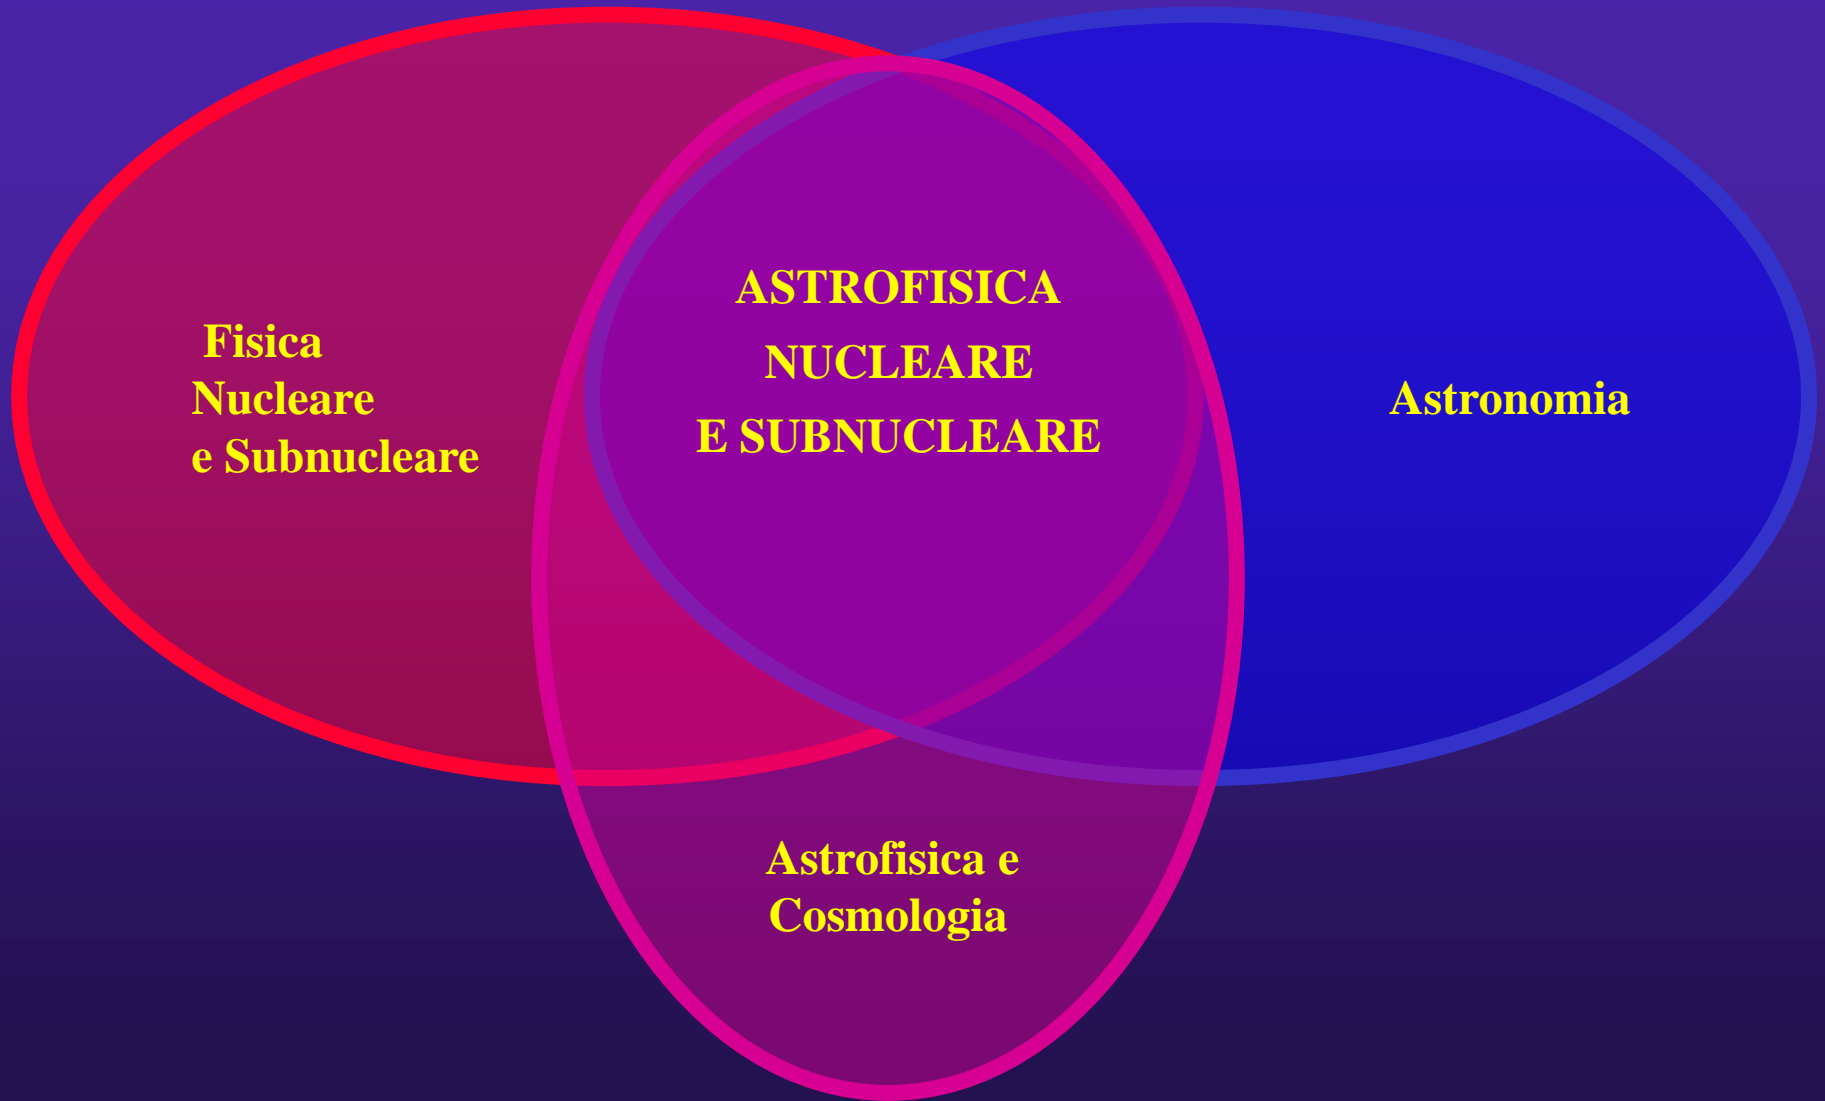 Fisica
Nucleare
e Subnucleare
ASTROFISICA
NUCLEARE
E SUBNUCLEARE
Astronomia
Astrofisica e
Cosmologia